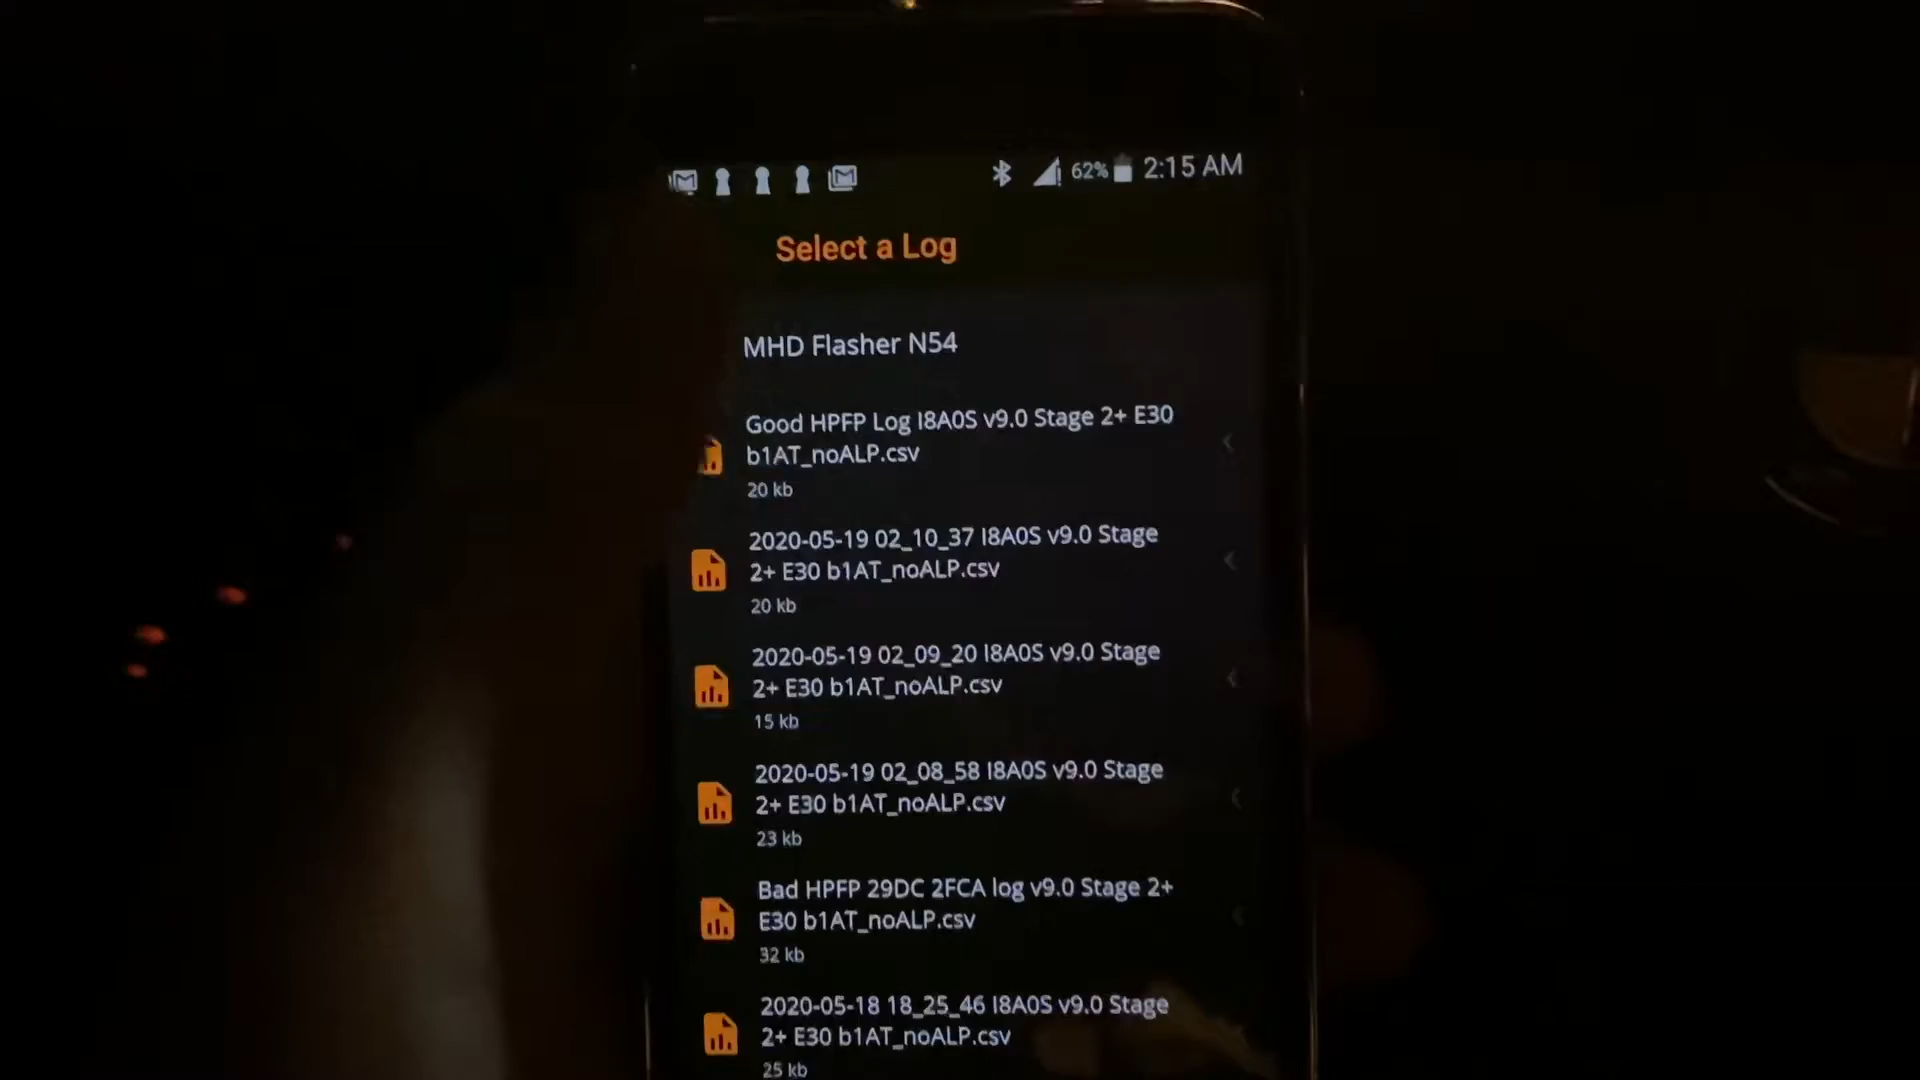 62% 2:15 AM
Select a Log
MHD Flasher N54
Good HPFP Log I8A0S v9.0 Stage 2+ E30
b1AT_noALP.csv
20 kb
2020-05-19 02_10_37 I8A0S v9.0 Stage
2+ E30 b1AT_noALP.csv
20 kb
2020-05-19 02_09_20 I8A0S v9.0 Stage
2+ E30 b1AT_noALP.csv
15 kb
2020-05-19 02_08_58 I8A0S v9.0 Stage
2+ E30 b1AT_noALP.csv
23 kb
Bad HPFP 29DC 2FCA log v9.0 Stage 2+
E30 b1AT_noALP.csv
32 kb
2020-05-18 18_25_46 I8A0S v9.0 Stage
2+ E30 b1AT_noALP.csv
25 kb